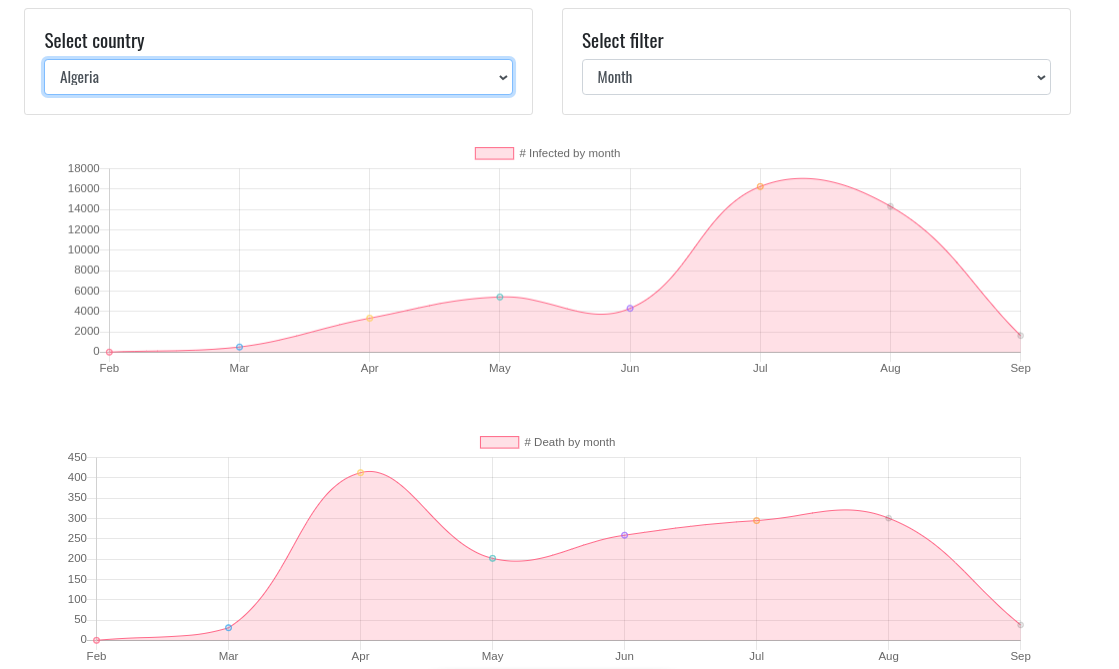 Select country
Select filter
Algeria
Month
# Infected by month
18000
16000
14000
12000
10000
8000
6000
4000
2000
0
Feb Mar Apr May Jun Jul Aug Sep
# Death by month
450
400
350
300
250
200
150
100
50
0
Feb Mar Apr May Jun Jul Aug Sep